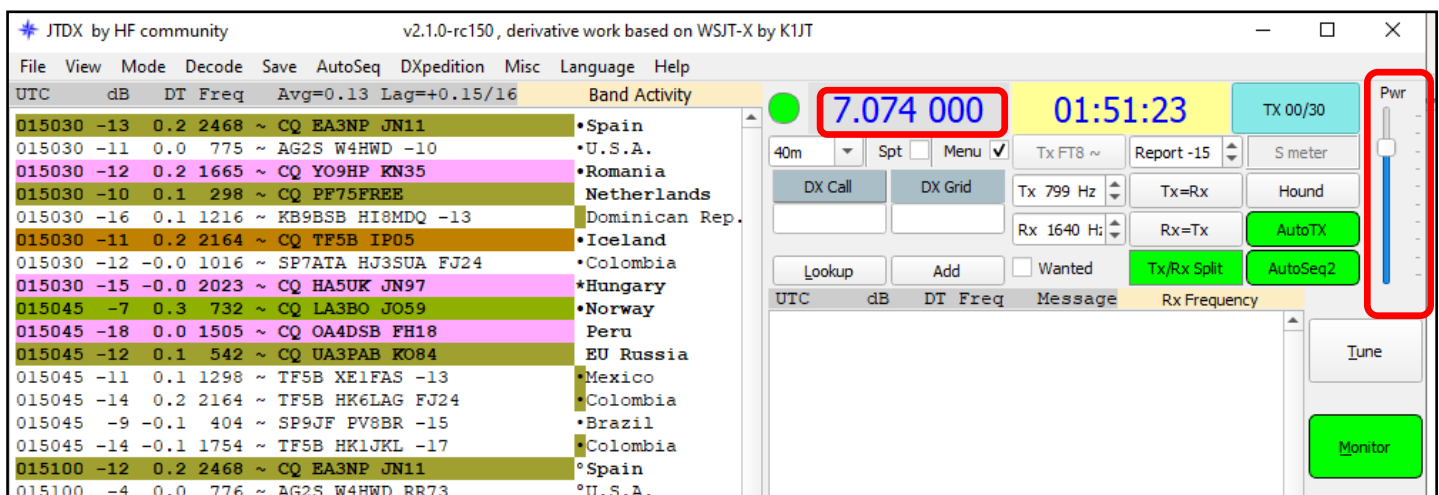 JTDX by HF community v2.1.0-rc150 , derivative work based on WSJT-X by K1JT
File View Mode Decode Save AutoSeq DXpedition Misc Language Help
UTC dB DT Freq Avg=0.13 Lag=+0.15/16 Band Activity
015030 -13 0.2 2468 ~ CQ EA3NP JN11 •Spain
015030 -11 0.0 775 ~ AG2S W4HWD -10 •U.S.A.
015030 -12 0.2 1665 ~ CQ YO9HP KN35 •Romania
015030 -10 0.1 298 ~ CQ PF75FREE Netherlands
015030 -16 0.1 1216 ~ KB9BSB HI8MDQ -13 Dominican Rep.
015030 -11 0.2 2164 ~ CQ TF5B IP05 •Iceland
015030 -12 -0.0 1016 ~ SP7ATA HJ3SUA FJ24 •Colombia
015030 -15 -0.0 2023 ~ CQ HA5UK JN97 *Hungary
015045 -7 0.3 732 ~ CQ LA3BO JO59 •Norway
015045 -18 0.0 1505 ~ CQ OA4DSB FH18 Peru
015045 -12 0.1 542 ~ CQ UA3PAB KO84 EU Russia
015045 -11 0.1 1298 ~ TF5B XE1FAS -13 •Mexico
015045 -14 0.2 2164 ~ TF5B HK6LAG FJ24 •Colombia
015045 -9 -0.1 404 ~ SP9JF PV8BR -15 •Brazil
015045 -14 -0.1 1754 ~ TF5B HK1JKL -17 •Colombia
015100 -12 0.2 2468 ~ CQ EA3NP JN11 °Spain
015100 -4 0.0 776 ~ AG2S W4HWD RR73 °U.S.A.
7.074 000 01:51:23 TX 00/30 Pwr
40m Spt Menu Tx FT8 ~ Report -15 S meter
DX Call DX Grid Tx 799 Hz Tx=Rx Hound
Rx 1640 Hz Rx=Tx AutoTX
Lookup Add Wanted Tx/Rx Split AutoSeq2
UTC dB DT Freq Message Rx Frequency
Tune
Monitor